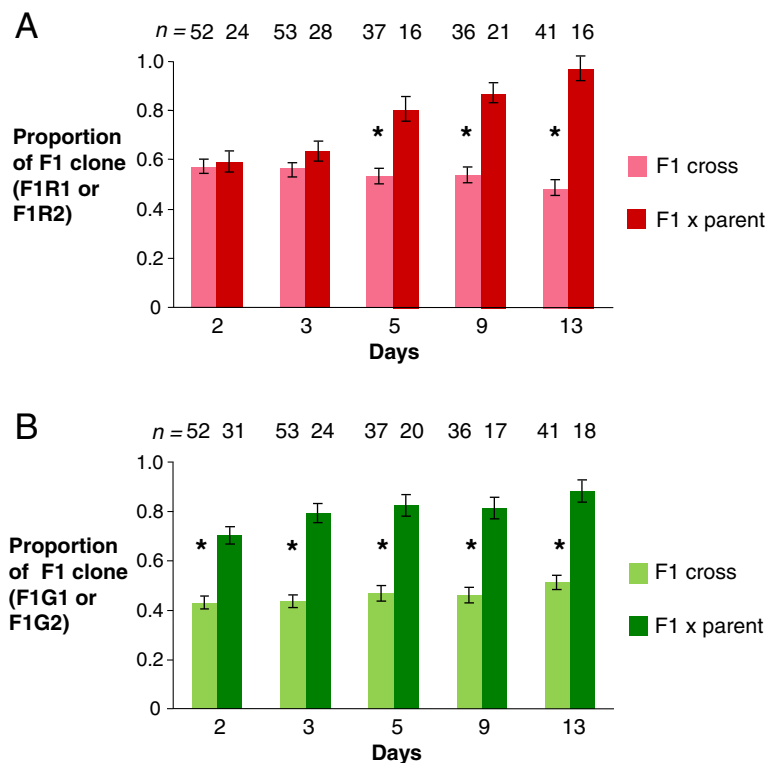 A
n = 52 24 53 28 37 16 36 21 41 16
1.0
0.8
0.6
0.4
0.2
0
Proportion
of F1 clone
(F1R1 or
F1R2)
* * *
F1 cross
F1 x parent
2 3 5 9 13
Days
B
n = 52 31 53 24 37 20 36 17 41 18
1.0
0.8
0.6
0.4
0.2
0
Proportion
of F1 clone
(F1G1 or
F1G2)
* * * * *
F1 cross
F1 x parent
2 3 5 9 13
Days